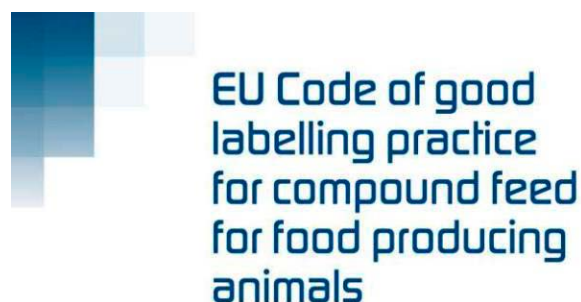 EU Code of good
labelling practice
for compound feed
for food producing
animals